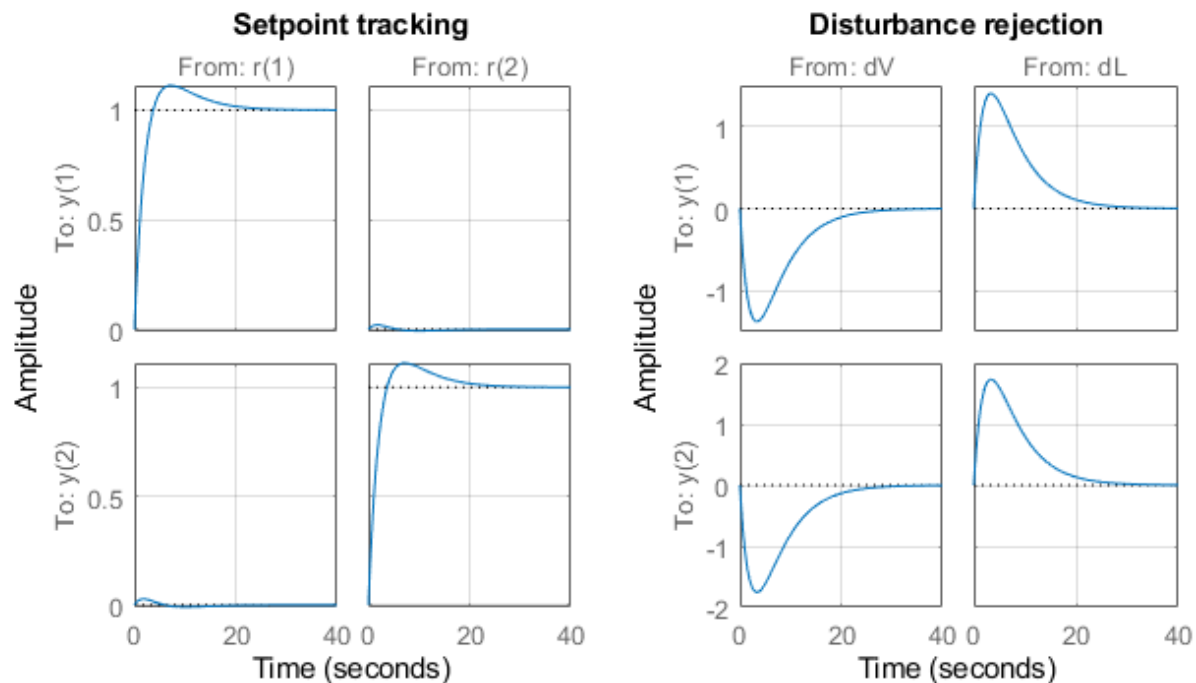 Setpoint tracking
From: r(1)
From: r(2)
Amplitude
To: y(1)
1
0.5
0
To: y(2)
1
0.5
0
0
20
40
0
20
40
Time (seconds)
Disturbance rejection
From: dV
From: dL
Amplitude
To: y(1)
1
0
-1
To: y(2)
2
1
0
-1
-2
0
20
40
0
20
40
Time (seconds)